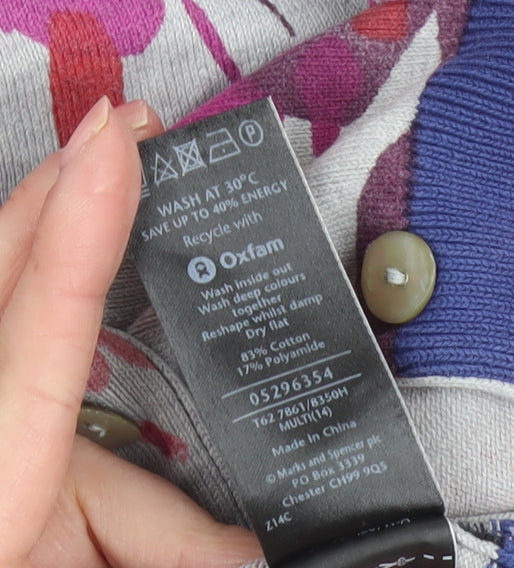 P
WASH AT 30°C
SAVE UP TO 40% ENERGY
Recycle with
Oxfam
Wash inside out
Wash deep colours
together
Reshape whilst damp
Dry flat
83% Cotton
17% Polyamide
05296354
T62 7861/8350H
MULTI(14)
Made in China
© Marks and Spencer plc
PO Box 3339
Chester CH99 9QS
Z14C